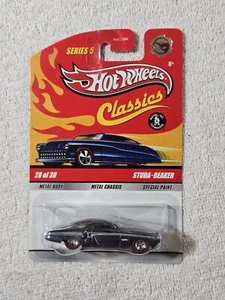 SERIES 5
Hot Wheels
Classics
28 of 30
STUDA-BEAKER
METAL BODY
METAL CHASSIS
SPECIAL PAINT